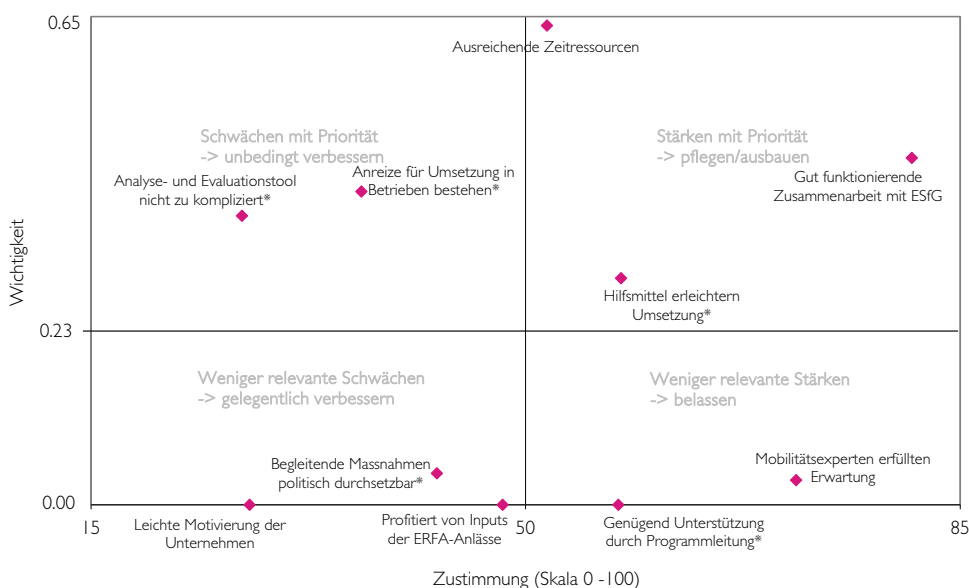 0.65
Ausreichende Zeitressourcen
Schwächen mit Priorität
-> unbedingt verbessern
Stärken mit Priorität
-> pflegen/ausbauen
Analyse- und Evaluationstool
nicht zu kompliziert*
Anreize für Umsetzung in
Betrieben bestehen*
Gut funktionierende
Zusammenarbeit mit ESfG
Wichtigkeit
Hilfsmittel erleichtern
Umsetzung*
0.23
Weniger relevante Schwächen
-> gelegentlich verbessern
Weniger relevante Stärken
-> belassen
Begleitende Massnahmen
politisch durchsetzbar*
Mobilitätsexperten erfüllten
Erwartung
0.00
15
Leichte Motivierung der
Unternehmen
Profitiert von Inputs
der ERFA-Anlässe
50
Genügend Unterstützung
durch Programmleitung*
85
Zustimmung (Skala 0 -100)